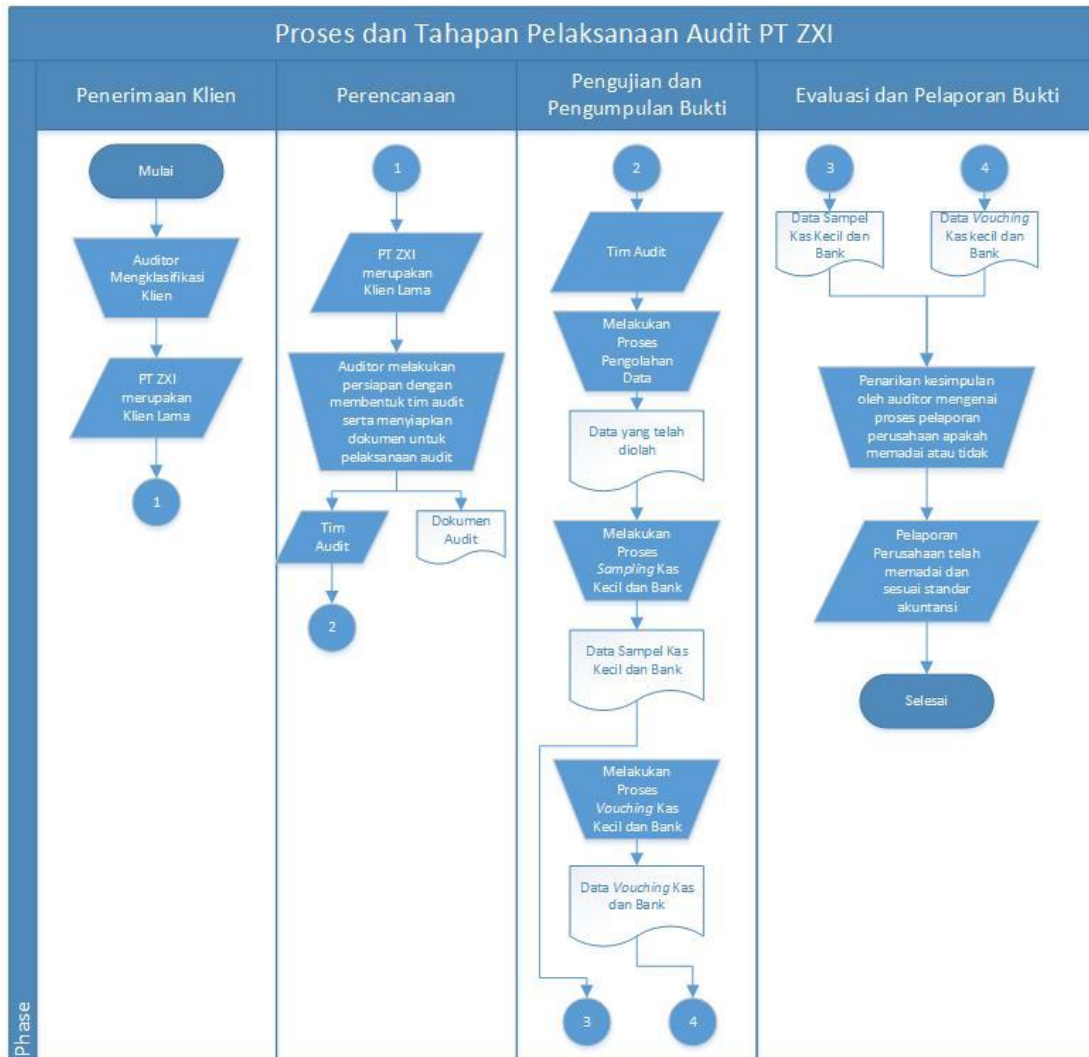 Proses dan Tahapan Pelaksanaan Audit PT ZXI
Phase
Penerimaan Klien
Mulai
Auditor
Mengklasifikasi
Klien
PT ZXI
merupakan
Klien Lama
1
Perencanaan
1
PT ZXI
merupakan
Klien Lama
Auditor melakukan
persiapan dengan
membentuk tim audit
serta menyiapkan
dokumen untuk
pelaksanaan audit
Tim
Audit
Dokumen
Audit
2
Pengujian dan
Pengumpulan Bukti
2
Tim Audit
Melakukan
Proses
Pengolahan
Data
Data yang telah
diolah
Melakukan
Proses
Sampling Kas
Kecil dan Bank
Data Sampel Kas
Kecil dan Bank
Melakukan
Proses
Vouching Kas
Kecil dan Bank
Data Vouching Kas
dan Bank
3
4
Evaluasi dan Pelaporan Bukti
3
4
Data Sampel
Kas Kecil dan
Bank
Data Vouching
Kas kecil dan
Bank
Penarikan kesimpulan
oleh auditor mengenai
proses pelaporan
perusahaan apakah
memadai atau tidak
Pelaporan
Perusahaan telah
memadai dan
sesuai standar
akuntansi
Selesai